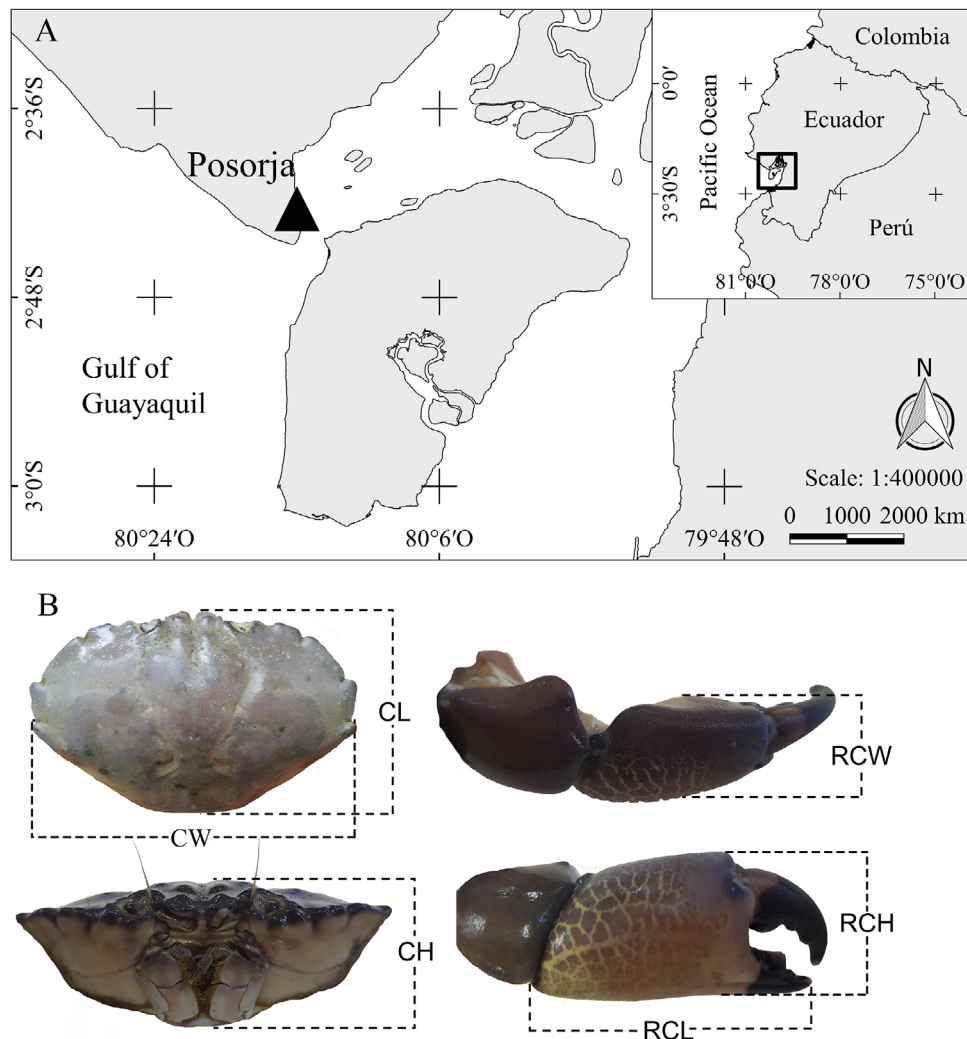 A
2°36′S
2°48′S
3°0′S
Posorja
Gulf of
Guayaquil
80°24′O
80°6′O
79°48′O
Colombia
Ecuador
Perú
Pacific Ocean
0°0′
3°30S
81°0′O
78°0′O
75°0′O
N
Scale: 1:400000
0 1000 2000 km
B
CL
CW
RCW
CH
RCH
RCL